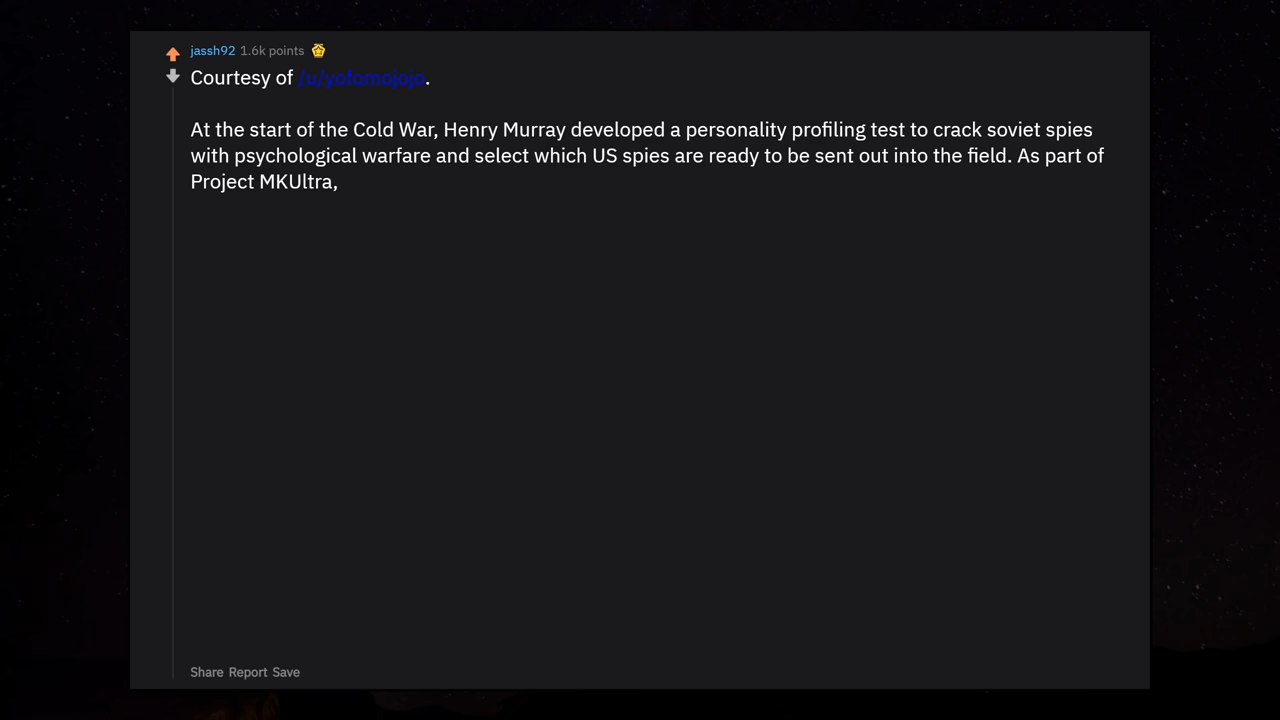 jassh92 1.6k points
Courtesy of /u/yofomojojo.
At the start of the Cold War, Henry Murray developed a personality profiling test to crack soviet spies
with psychological warfare and select which US spies are ready to be sent out into the field. As part of
Project MKUltra,
Share Report Save